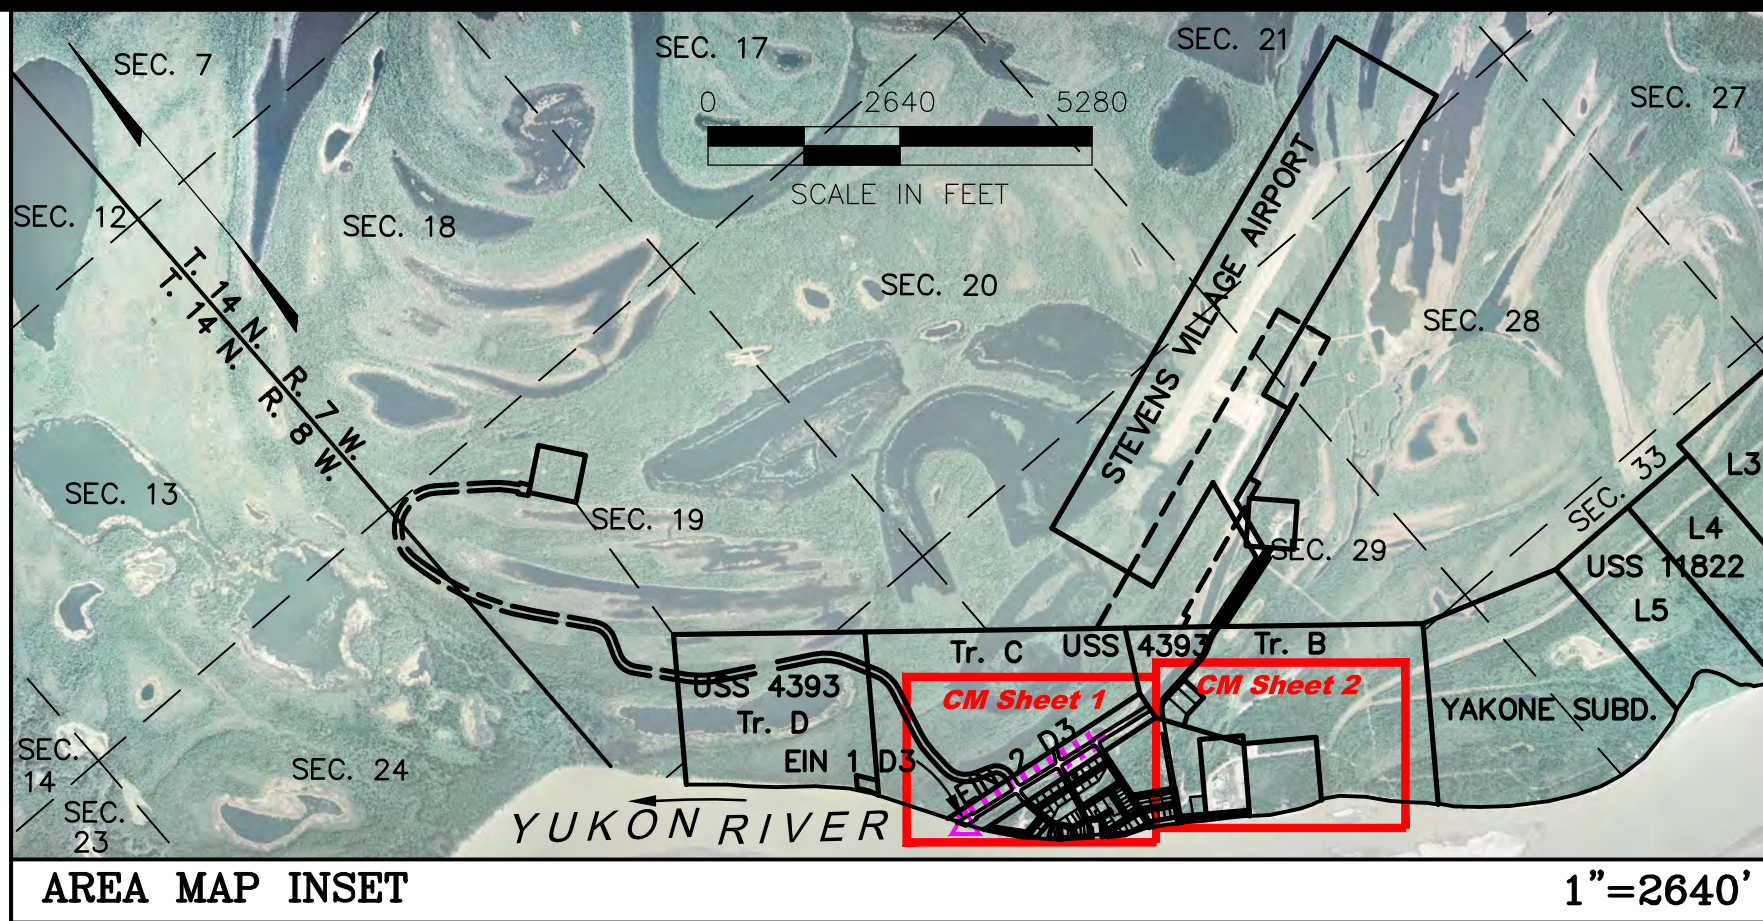 SEC. 7
SEC. 17
SEC. 21
SEC. 27
0 2640 5280
SCALE IN FEET
SEC. 12
SEC. 18
T. 14 N. R. 7 W.
T. 14 N. R. 8 W.
SEC. 20
STEVENS VILLAGE AIRPORT
SEC. 28
SEC. 13
SEC. 19
SEC. 29
SEC. 33
L3
L4
USS 11822
L5
Tr. C
USS 4393
Tr. B
USS 4393
Tr. D
CM Sheet 1
CM Sheet 2
YAKONE SUBD.
EIN 1 D3
EIN 2 D3
SEC.
14
SEC. 24
SEC.
23
YUKON RIVER
AREA MAP INSET
1"=2640'